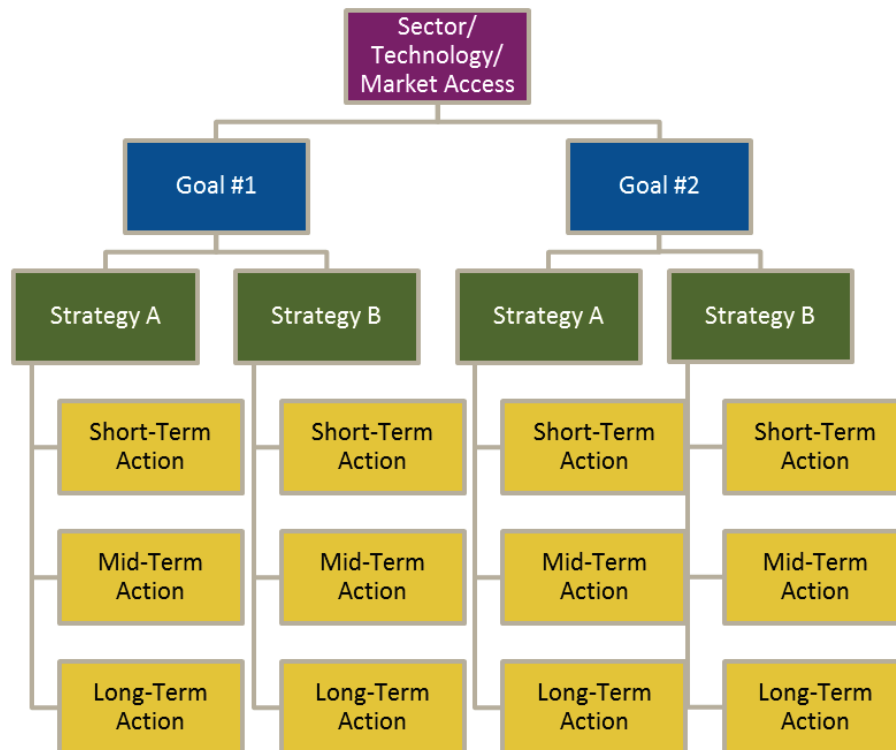 Sector/
Technology/
Market Access
Goal #1
Goal #2
Strategy A
Strategy B
Strategy A
Strategy B
Short-Term
Action
Short-Term
Action
Short-Term
Action
Short-Term
Action
Mid-Term
Action
Mid-Term
Action
Mid-Term
Action
Mid-Term
Action
Long-Term
Action
Long-Term
Action
Long-Term
Action
Long-Term
Action